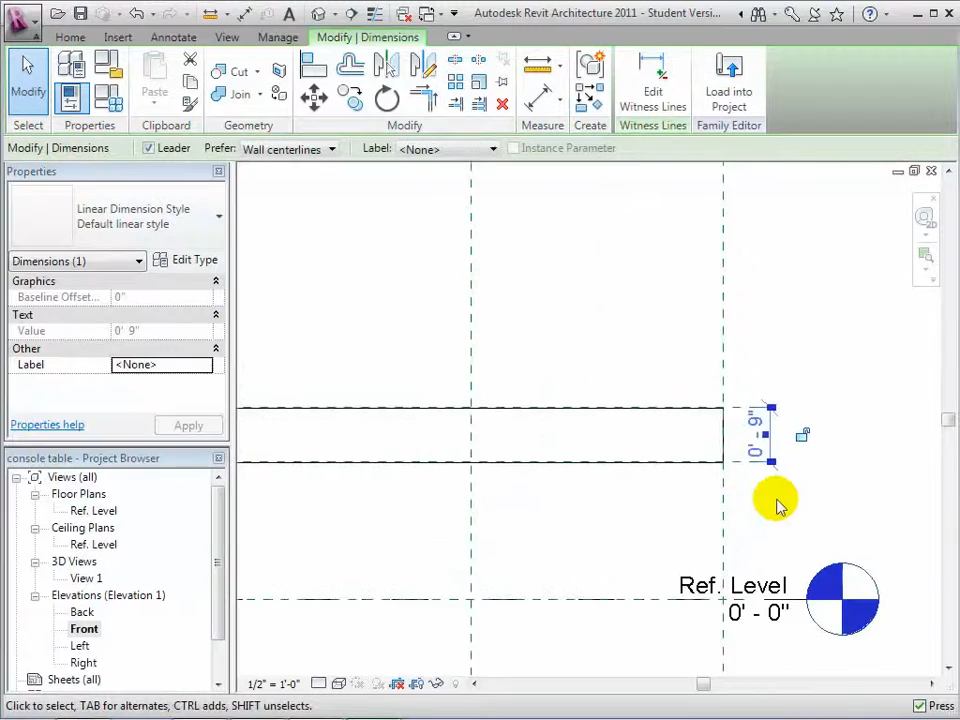 Autodesk Revit Architecture 2011 - Student Versi...
Home Insert Annotate View Manage Modify | Dimensions
Modify
Paste
Cut
Join
Edit
Witness Lines
Load into
Project
Select Properties Clipboard Geometry Modify Measure Create Witness Lines Family Editor
Modify | Dimensions Leader Prefer: Wall centerlines Label: <None> Instance Parameter
Properties
Linear Dimension Style
Default linear style
Dimensions (1) Edit Type
Graphics
Baseline Offset... 0"
Text
Value 0' 9"
Other
Label <None>
Properties help Apply
console table - Project Browser
Views (all)
Floor Plans
Ref. Level
Ceiling Plans
Ref. Level
3D Views
View 1
Elevations (Elevation 1)
Back
Front
Left
Right
Sheets (all)
2D
0' - 9"
Ref. Level
0' - 0"
1/2" = 1'-0"
Click to select, TAB for alternates, CTRL adds, SHIFT unselects.
Press